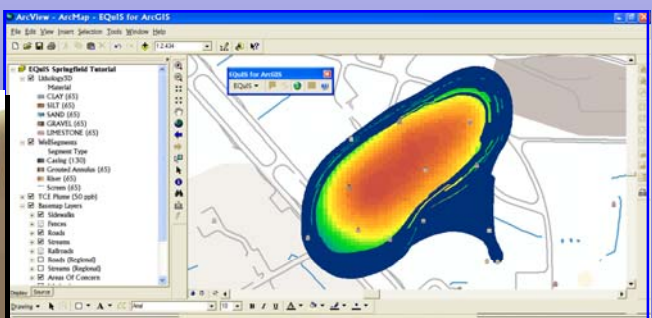 ArcView - ArcMap - EQuIS for ArcGIS
File Edit View Insert Selection Tools Window Help
1:2,434
EQuIS Springfield Tutorial
Lithology3D
Material
CLAY (65)
SILT (65)
SAND (65)
GRAVEL (65)
LIMESTONE (65)
WellSegments
Segment Type
Casing (130)
Grouted Annulus (65)
Riser (65)
Screen (65)
TCE Plume (50 ppb)
Basemap Layers
Sidewalks
Fences
Roads
Streams
Railroads
Roads (Regional)
Streams (Regional)
Areas Of Concern
Display Source
EQuIS for ArcGIS
EQuIS
Drawing
A
Arial
10
B I U A